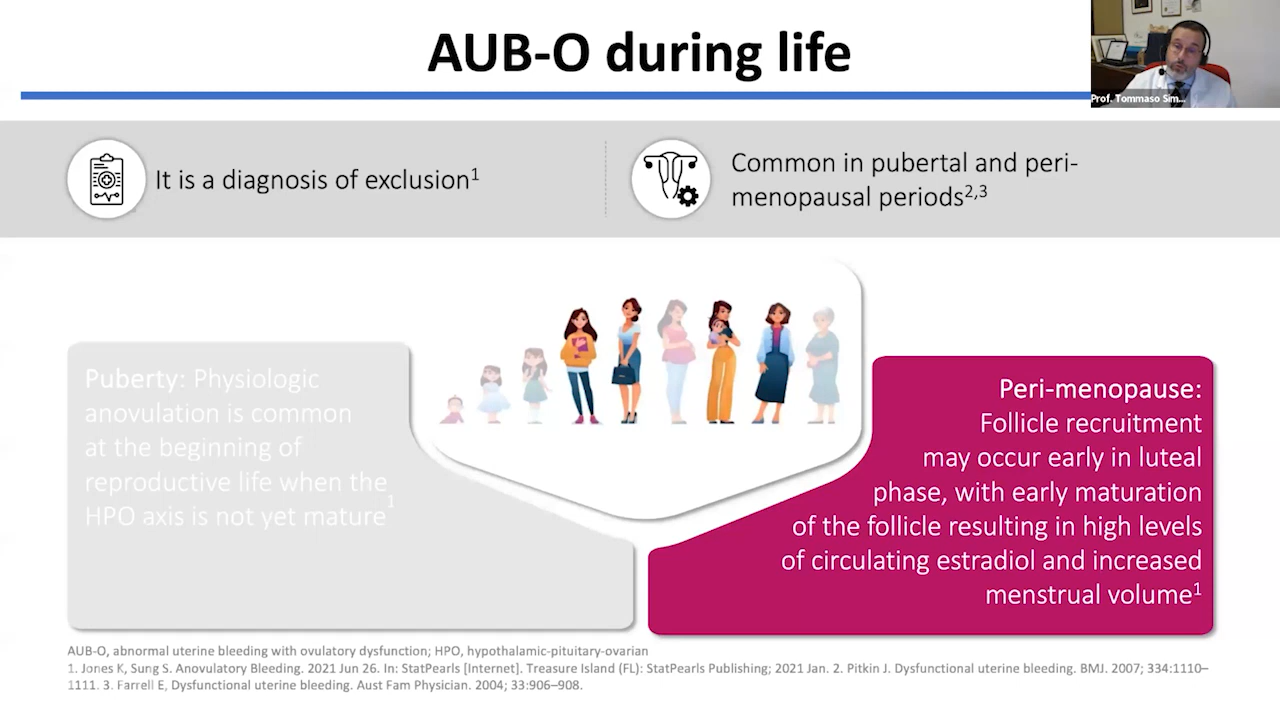 AUB-O during life
Prof. Tommaso Sim...
It is a diagnosis of exclusion1
Common in pubertal and peri-
menopausal periods2,3
Puberty: Physiologic
anovulation is common
at the beginning of
reproductive life when the
HPO axis is not yet mature1
Peri-menopause:
Follicle recruitment
may occur early in luteal
phase, with early maturation
of the follicle resulting in high levels
of circulating estradiol and increased
menstrual volume1
AUB-O, abnormal uterine bleeding with ovulatory dysfunction; HPO, hypothalamic-pituitary-ovarian
1. Jones K, Sung S. Anovulatory Bleeding. 2021 Jun 26. In: StatPearls [Internet]. Treasure Island (FL): StatPearls Publishing; 2021 Jan. 2. Pitkin J. Dysfunctional uterine bleeding. BMJ. 2007; 334:1110–
1111. 3. Farrell E, Dysfunctional uterine bleeding. Aust Fam Physician. 2004; 33:906–908.